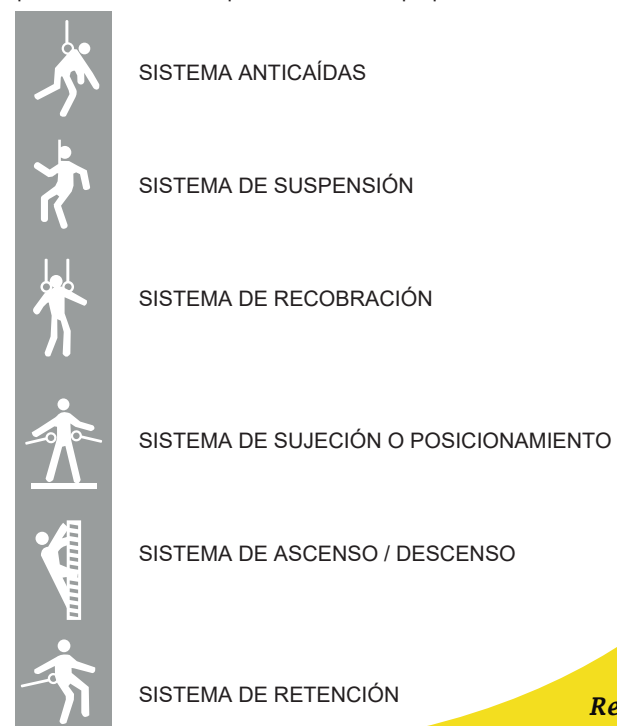 SISTEMA ANTICAÍDAS
SISTEMA DE SUSPENSIÓN
SISTEMA DE RECOBRACIÓN
SISTEMA DE SUJECIÓN O POSICIONAMIENTO
SISTEMA DE ASCENSO / DESCENSO
SISTEMA DE RETENCIÓN
Re